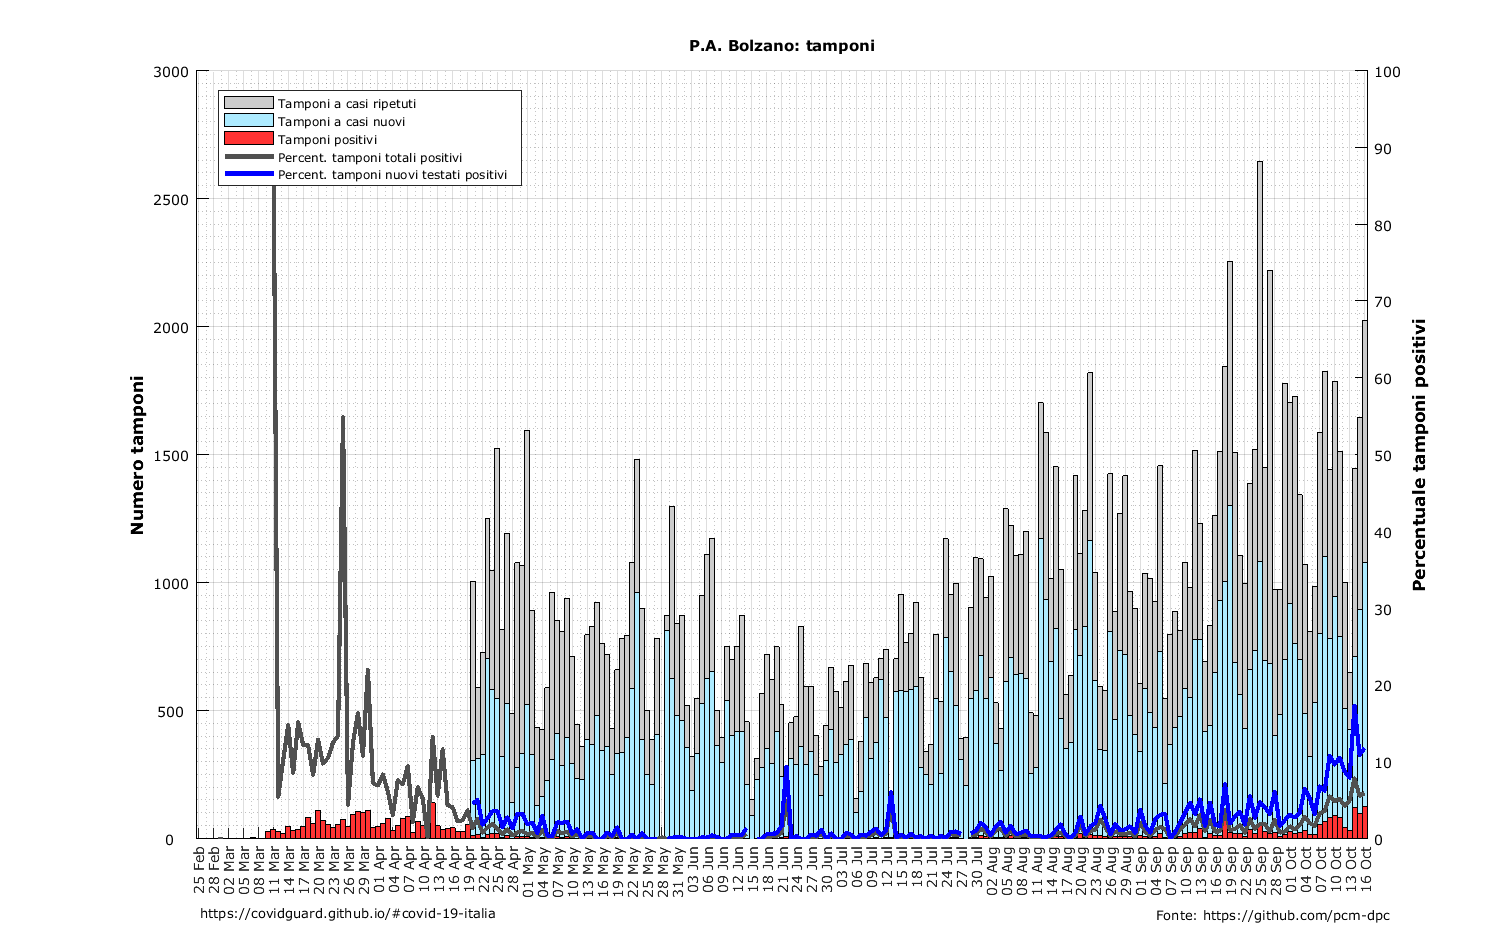 P.A. Bolzano: tamponi
3000
2500
2000
1500
1000
500
0
100
90
80
70
60
50
40
30
20
10
0
Numero tamponi
Percentuale tamponi positivi
Tamponi a casi ripetuti
Tamponi a casi nuovi
Tamponi positivi
Percent. tamponi totali positivi
Percent. tamponi nuovi testati positivi
25 Feb
28 Feb
02 Mar
05 Mar
08 Mar
11 Mar
14 Mar
17 Mar
20 Mar
23 Mar
26 Mar
29 Mar
01 Apr
04 Apr
07 Apr
10 Apr
13 Apr
16 Apr
19 Apr
22 Apr
25 Apr
28 Apr
01 May
04 May
07 May
10 May
13 May
16 May
19 May
22 May
25 May
28 May
31 May
03 Jun
06 Jun
09 Jun
12 Jun
15 Jun
18 Jun
21 Jun
24 Jun
27 Jun
30 Jun
03 Jul
06 Jul
09 Jul
12 Jul
15 Jul
18 Jul
21 Jul
24 Jul
27 Jul
30 Jul
02 Aug
05 Aug
08 Aug
11 Aug
14 Aug
17 Aug
20 Aug
23 Aug
26 Aug
29 Aug
01 Sep
04 Sep
07 Sep
10 Sep
13 Sep
16 Sep
19 Sep
22 Sep
25 Sep
28 Sep
01 Oct
04 Oct
07 Oct
10 Oct
13 Oct
16 Oct
https://covidguard.github.io/#covid-19-italia
Fonte: https://github.com/pcm-dpc